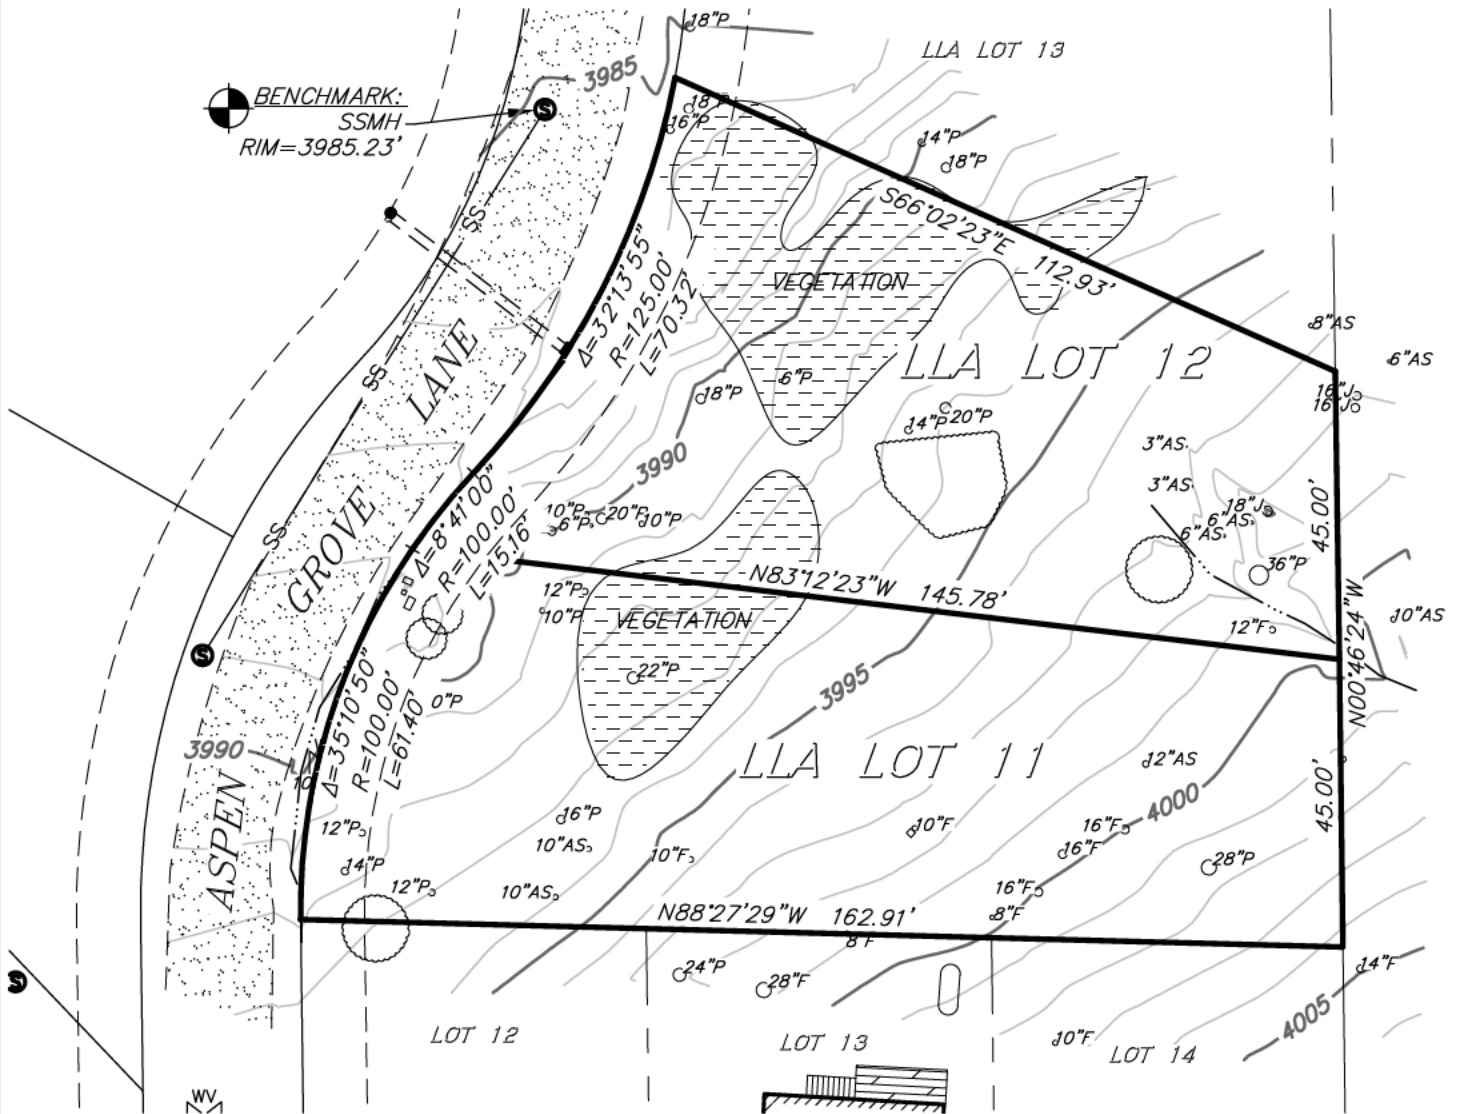 18"P
LLA LOT 13
3985
BENCHMARK:
SSMH
RIM=3985.23'
S
18"P
16"P
14"P
18"P
SS
S66°02'23"E 112.93'
VEGETATION
Δ=32°13'55"
R=125.00'
L=70.32'
8"AS
6"AS
SS
LLA LOT 12
6"P
18"P
16"J
16"J
14"P
20"P
3"AS
3990
3"AS
Δ=8°41'00"
R=100.00'
L=15.16'
10"P
6"P
20"P
10"P
18"J
6"AS
6"AS
45.00'
SS
36"P
N83°12'23"W 145.78'
12"P
10"P
VEGETATION
12"F
10"AS
N00°46'24"W
S
22"P
3995
0"P
Δ=35°10'50"
R=100.00'
L=61.40'
3990
10
LLA LOT 11
12"AS
4000
45.00'
ASPEN GROVE LANE
12"P
16"P
10"AS
10"F
10"F
16"F
16"F
28"P
14"P
12"P
10"AS
16"F
8"F
N88°27'29"W 162.91'
8"F
24"P
28"F
14"F
S
4005
LOT 12
LOT 13
10"F
LOT 14
WV